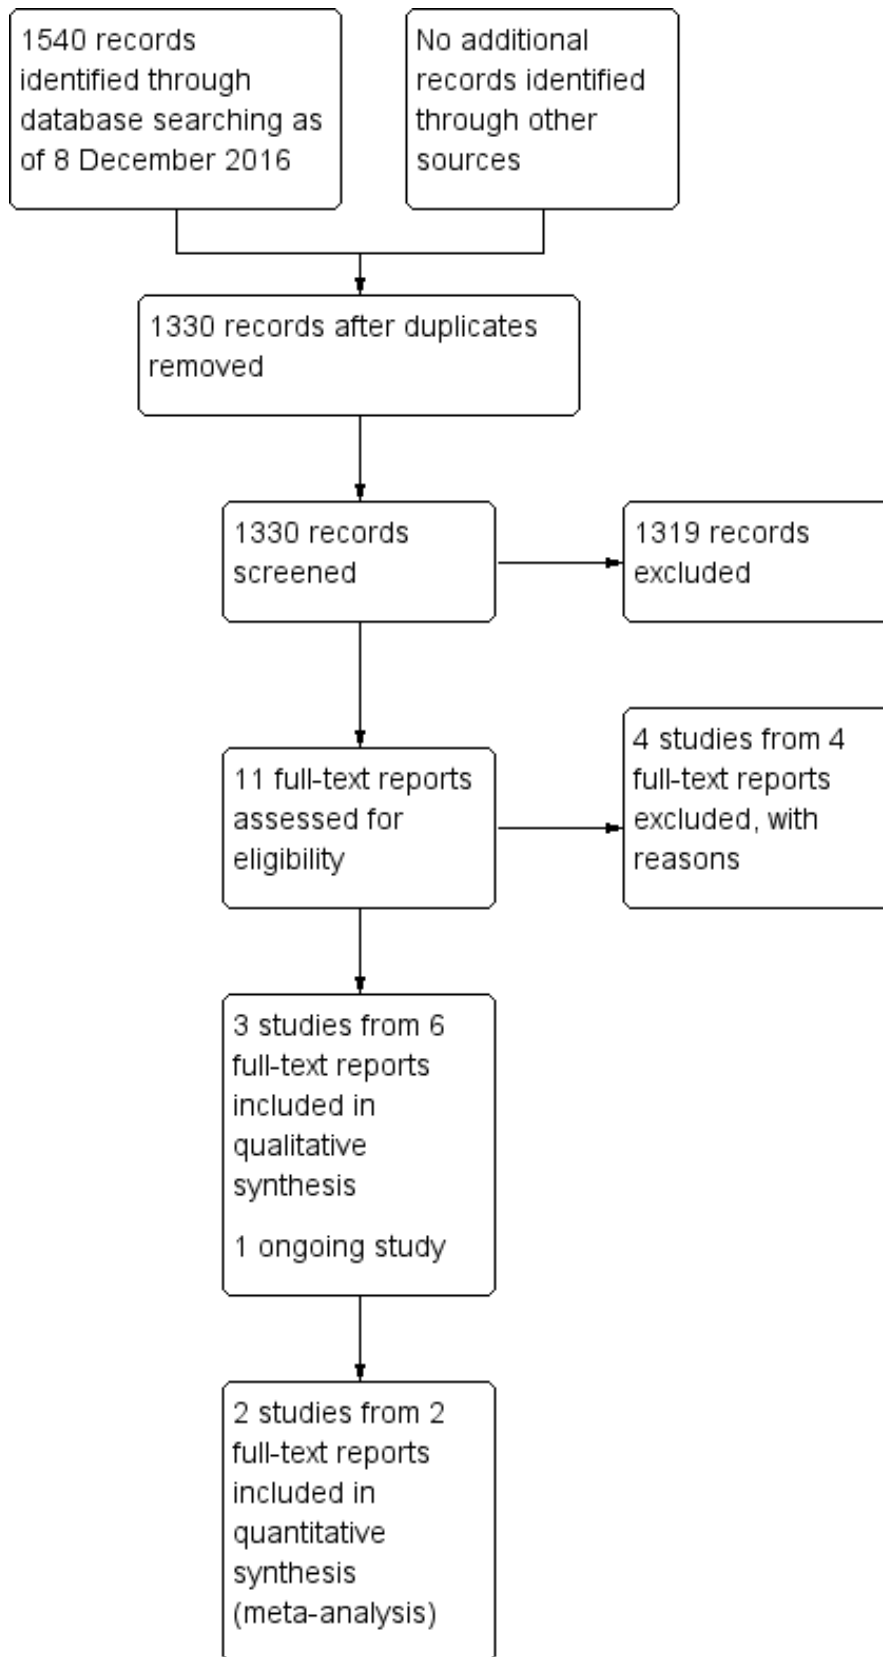 1540 records
identified through
database searching as
of 8 December 2016
No additional
records identified
through other
sources
1330 records after duplicates
removed
1330 records
screened
1319 records
excluded
11 full-text reports
assessed for
eligibility
4 studies from 4
full-text reports
excluded, with
reasons
3 studies from 6
full-text reports
included in
qualitative
synthesis
1 ongoing study
2 studies from 2
full-text reports
included in
quantitative
synthesis
(meta-analysis)